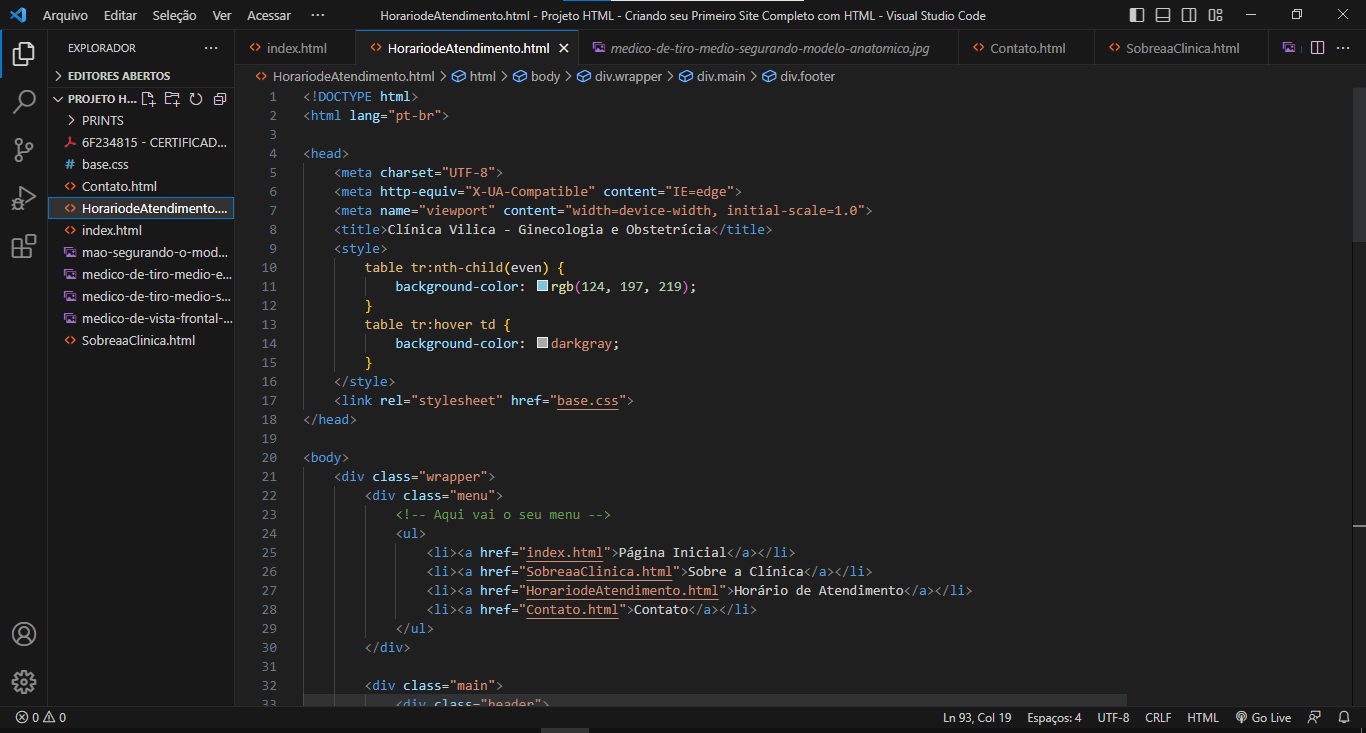 Arquivo Editar Seleção Ver Acessar ··· HorariodeAtendimento.html - Projeto HTML - Criando seu Primeiro Site Completo com HTML - Visual Studio Code
EXPLORADOR ···
index.html HorariodeAtendimento.html medico-de-tiro-medio-segurando-modelo-anatomico.jpg Contato.html SobreaaClinica.html
HorariodeAtendimento.html > html > body > div.wrapper > div.main > div.footer
EDITORES ABERTOS
PROJETO H...
PRINTS
6F234815 - CERTIFICAD...
# base.css
Contato.html
HorariodeAtendimento....
index.html
mao-segurando-o-mod...
medico-de-tiro-medio-e...
medico-de-tiro-medio-s...
medico-de-vista-frontal-...
SobreaaClinica.html
1 <!DOCTYPE html>
2 <html lang="pt-br">
3
4 <head>
5 <meta charset="UTF-8">
6 <meta http-equiv="X-UA-Compatible" content="IE=edge">
7 <meta name="viewport" content="width=device-width, initial-scale=1.0">
8 <title>Clínica Vilica - Ginecologia e Obstetrícia</title>
9 <style>
10 table tr:nth-child(even) {
11 background-color: rgb(124, 197, 219);
12 }
13 table tr:hover td {
14 background-color: darkgray;
15 }
16 </style>
17 <link rel="stylesheet" href="base.css">
18 </head>
19
20 <body>
21 <div class="wrapper">
22 <div class="menu">
23 <!-- Aqui vai o seu menu -->
24 <ul>
25 <li><a href="index.html">Página Inicial</a></li>
26 <li><a href="SobreaaClinica.html">Sobre a Clínica</a></li>
27 <li><a href="HorariodeAtendimento.html">Horário de Atendimento</a></li>
28 <li><a href="Contato.html">Contato</a></li>
29 </ul>
30 </div>
31
32 <div class="main">
33 <div class="header">
0 0 Ln 93, Col 19 Espaços: 4 UTF-8 CRLF HTML Go Live